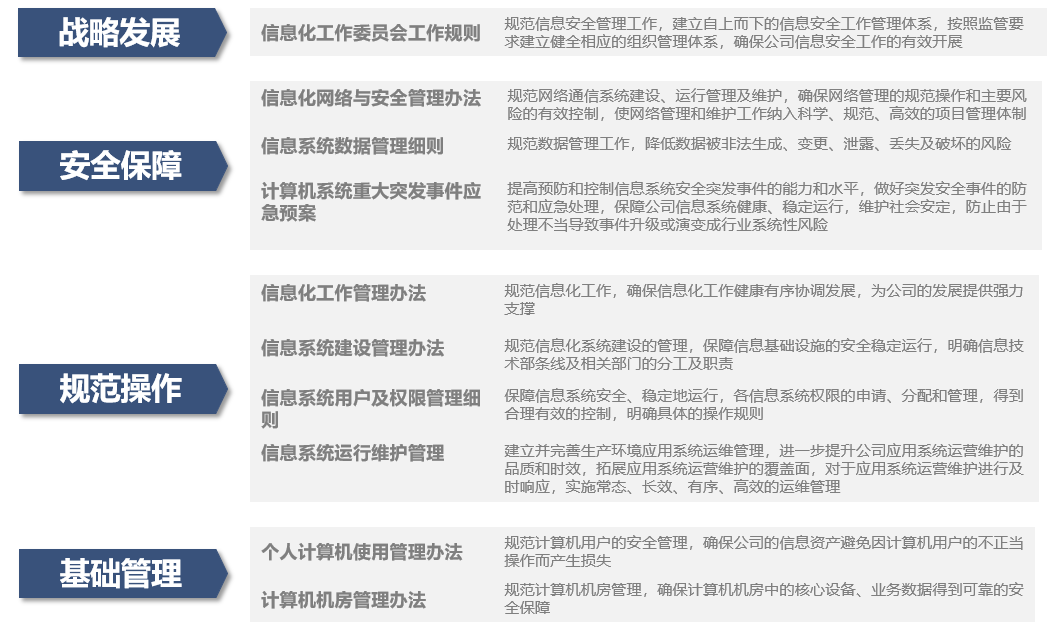 战略发展
信息化工作委员会工作规则
规范信息安全管理工作，建立自上而下的信息安全工作管理体系，按照监管要
求建立健全相应的组织管理体系，确保公司信息安全工作的有效开展
安全保障
信息化网络与安全管理办法
规范网络通信系统建设、运行管理及维护，确保网络管理的规范操作和主要风
险的有效控制，使网络管理和维护工作纳入科学、规范、高效的项目管理体制
信息系统数据管理细则
规范数据管理工作，降低数据被非法生成、变更、泄露、丢失及破坏的风险
计算机系统重大突发事件应
急预案
提高预防和控制信息系统安全突发事件的能力和水平，做好突发安全事件的防
范和应急处理，保障公司信息系统健康、稳定运行，维护社会安定，防止由于
处理不当导致事件升级或演变成行业系统性风险
规范操作
信息化工作管理办法
规范信息化工作，确保信息化工作健康有序协调发展，为公司的发展提供强力
支撑
信息系统建设管理办法
规范信息化系统建设的管理，保障信息基础设施的安全稳定运行，明确信息技
术部条线及相关部门的分工及职责
信息系统用户及权限管理细
则
保障信息系统安全、稳定地运行，各信息系统权限的申请、分配和管理，得到
合理有效的控制，明确具体的操作规则
信息系统运行维护管理
建立并完善生产环境应用系统运维管理，进一步提升公司应用系统运营维护的
品质和时效，拓展应用系统运营维护的覆盖面，对于应用系统运营维护进行及
时响应，实施常态、长效、有序、高效的运维管理
基础管理
个人计算机使用管理办法
规范计算机用户的安全管理，确保公司的信息资产避免因计算机用户的不正当
操作而产生损失
计算机机房管理办法
规范计算机机房管理，确保计算机机房中的核心设备、业务数据得到可靠的安
全保障